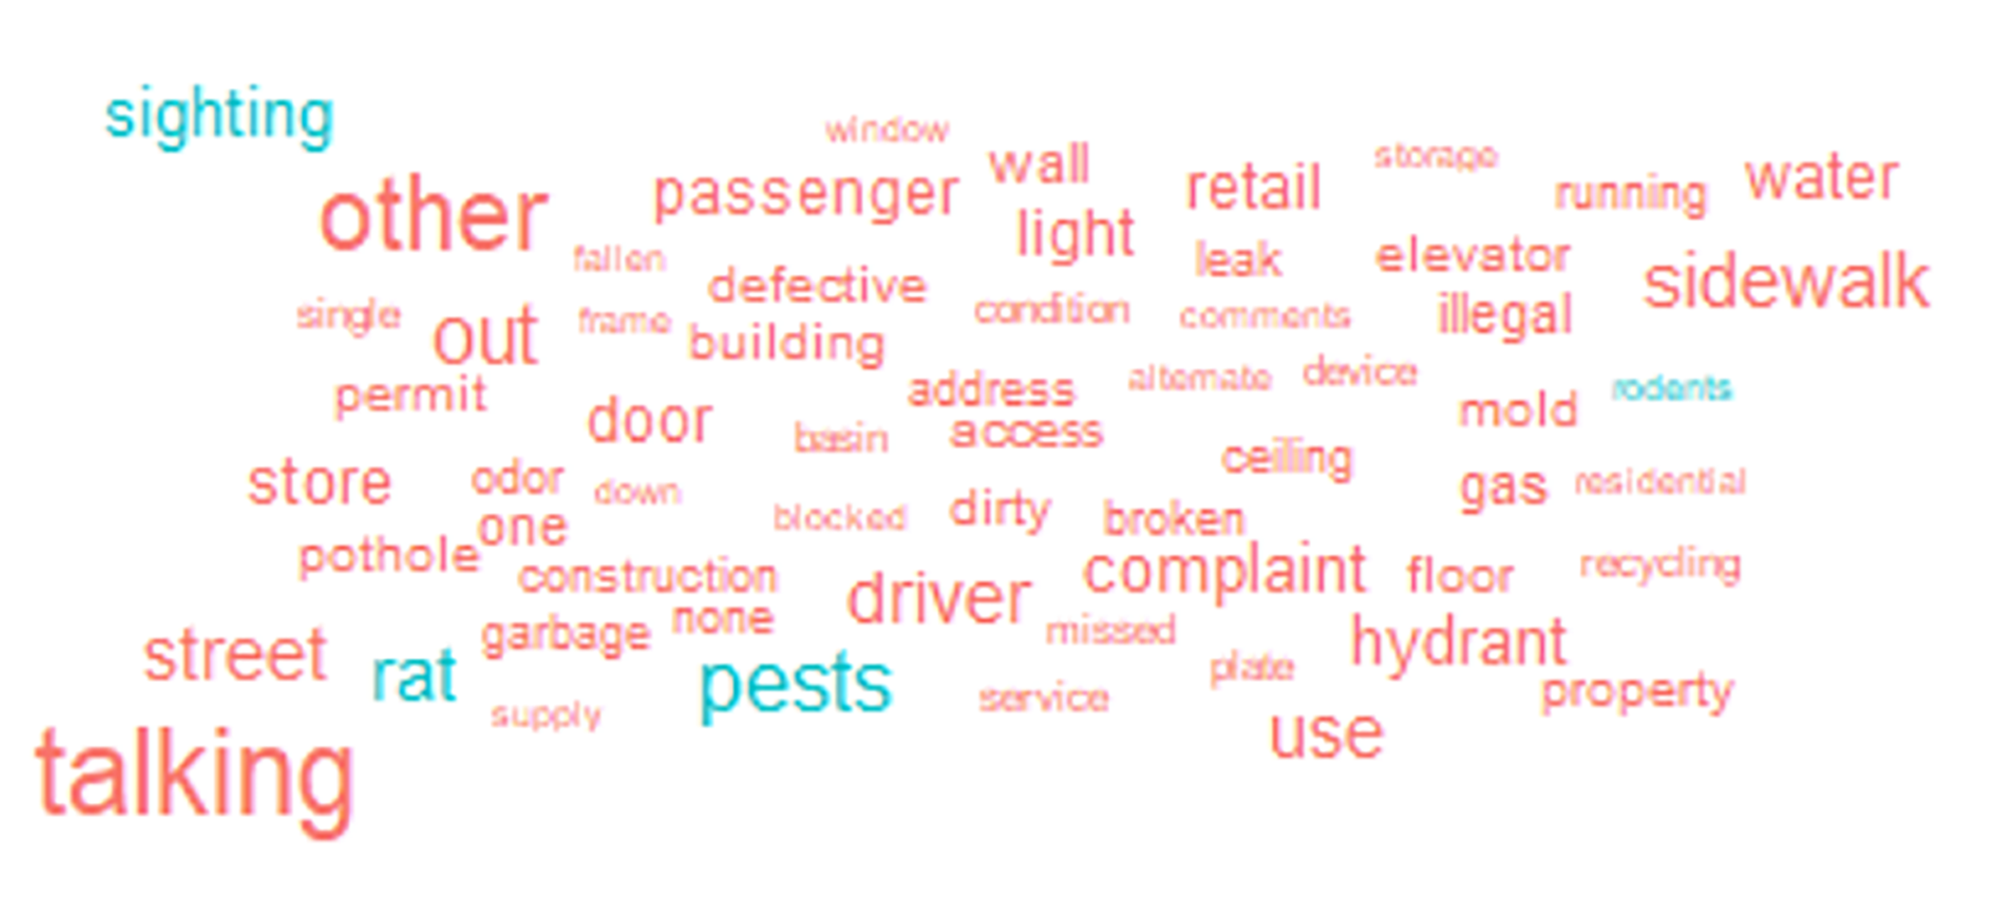 sighting
window
wall
storage
other
passenger
retail
running
water
light
fallen
defective
leak
elevator
sidewalk
single
out
frame
building
condition
comments
illegal
permit
door
address
alternate
device
mold
rodents
basin
access
ceiling
store
odor
down
gas
residential
one
blocked
dirty
broken
pothole
construction
driver
complaint
floor
recycling
street
rat
garbage
none
missed
hydrant
pests
plate
property
supply
service
use
talking